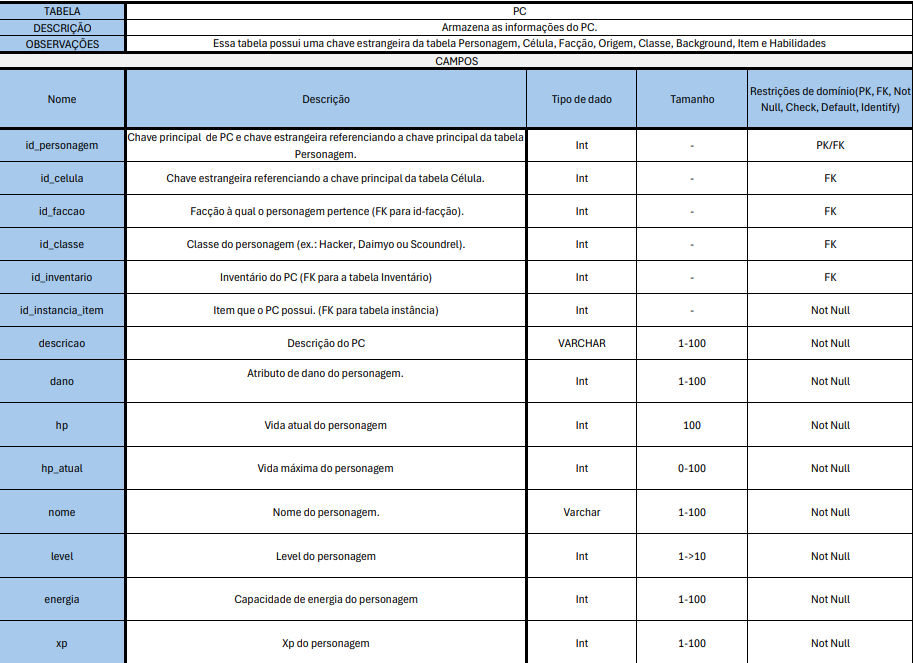 TABELA PC
DESCRIÇÃO Armazena as informações do PC.
OBSERVAÇÕES Essa tabela possui uma chave estrangeira da tabela Personagem, Célula, Facção, Origem, Classe, Background, Item e Habilidades
CAMPOS
Nome Descrição Tipo de dado Tamanho Restrições de domínio(PK, FK, Not
Null, Check, Default, Identify)
id_personagem Chave principal de PC e chave estrangeira referenciando a chave principal da tabela
Personagem. Int - PK/FK
id_celula Chave estrangeira referenciando a chave principal da tabela Célula. Int - FK
id_faccao Facção à qual o personagem pertence (FK para id-facção). Int - FK
id_classe Classe do personagem (ex.: Hacker, Daimyo ou Scoundrel). Int - FK
id_inventario Inventário do PC (FK para a tabela Inventário) Int - FK
id_instancia_item Item que o PC possui. (FK para tabela instância) Int - Not Null
descricao Descrição do PC VARCHAR 1-100 Not Null
dano Atributo de dano do personagem. Int 1-100 Not Null
hp Vida atual do personagem Int 100 Not Null
hp_atual Vida máxima do personagem Int 0-100 Not Null
nome Nome do personagem. Varchar 1-100 Not Null
level Level do personagem Int 1->10 Not Null
energia Capacidade de energia do personagem Int 1-100 Not Null
xp Xp do personagem Int 1-100 Not Null